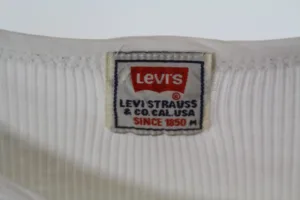 LEVI'S
®
LEVI STRAUSS
& CO. CAL. USA
SINCE 1850 M